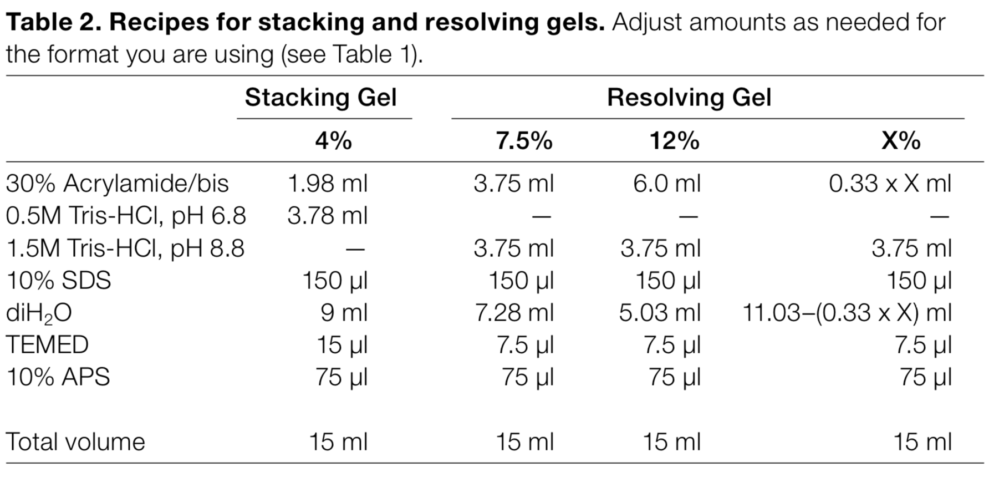 Table 2. Recipes for stacking and resolving gels. Adjust amounts as needed for
the format you are using (see Table 1).
Stacking Gel Resolving Gel
4% 7.5% 12% X%
30% Acrylamide/bis 1.98 ml 3.75 ml 6.0 ml 0.33 x X ml
0.5M Tris-HCl, pH 6.8 3.78 ml — — —
1.5M Tris-HCl, pH 8.8 — 3.75 ml 3.75 ml 3.75 ml
10% SDS 150 µl 150 µl 150 µl 150 µl
diH₂O 9 ml 7.28 ml 5.03 ml 11.03–(0.33 x X) ml
TEMED 15 µl 7.5 µl 7.5 µl 7.5 µl
10% APS 75 µl 75 µl 75 µl 75 µl
Total volume 15 ml 15 ml 15 ml 15 ml